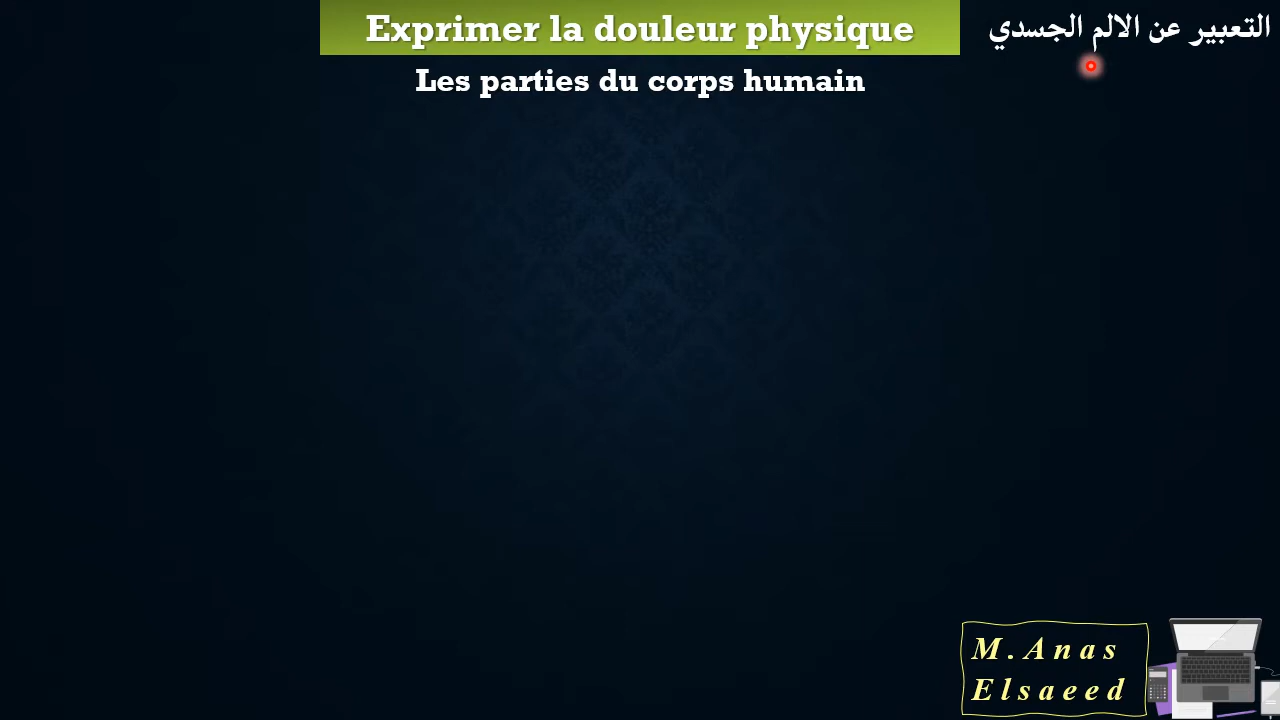 Exprimer la douleur physique
التعبير عن الالم الجسدي
Les parties du corps humain
M.Anas
Elsaeed